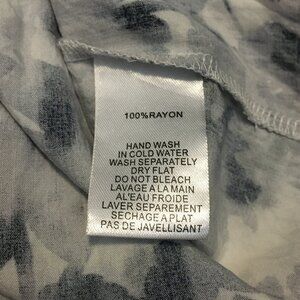 100%RAYON
HAND WASH
IN COLD WATER
WASH SEPARATELY
DRY FLAT
DO NOT BLEACH
LAVAGE A LA MAIN
AL'EAU FROIDE
LAVER SEPAREMENT
SECHAGE A PLAT
PAS DE JAVELLISANT